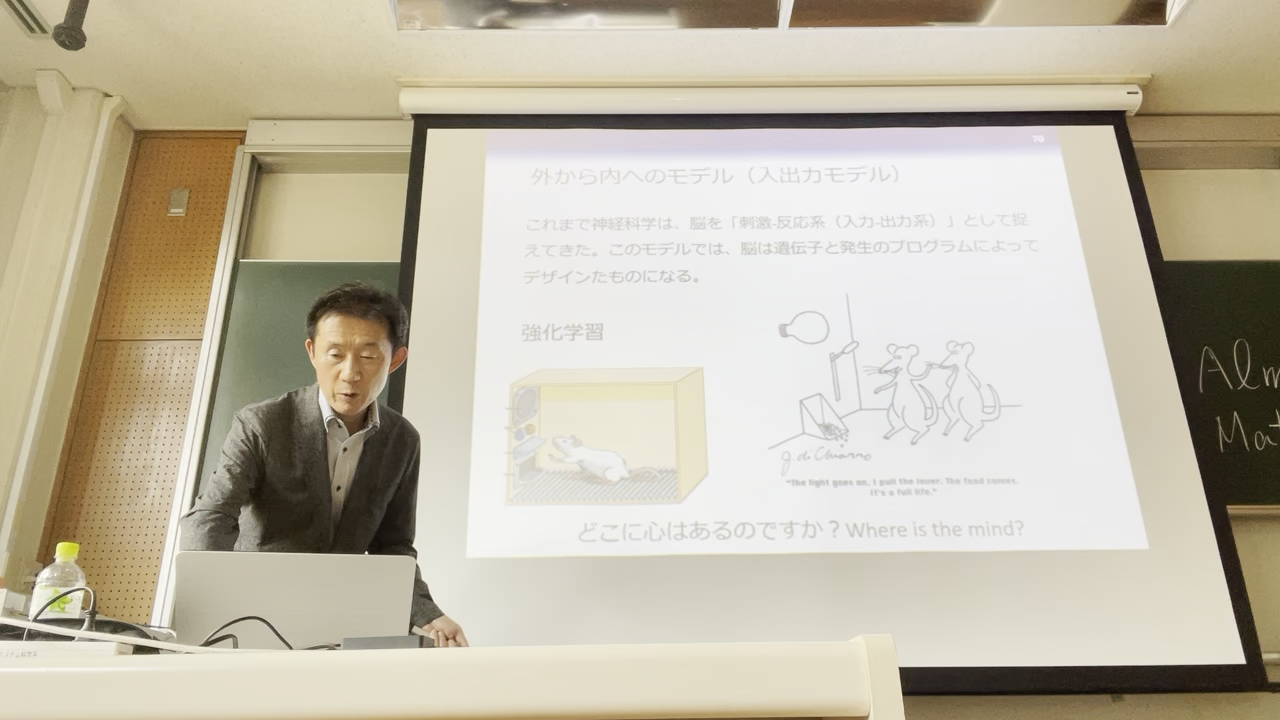 70
外から内へのモデル（入出力モデル）
これまで神経科学は、脳を「刺激-反応系（入力-出力系）」として捉
えてきた。このモデルでは、脳は遺伝子と発生のプログラムによって
デザインたものになる。
強化学習
J. di Chiarro
"The light goes on, I pull the lever. The food comes.
It's a full life."
どこに心はあるのですか？Where is the mind?
Alm
Mat